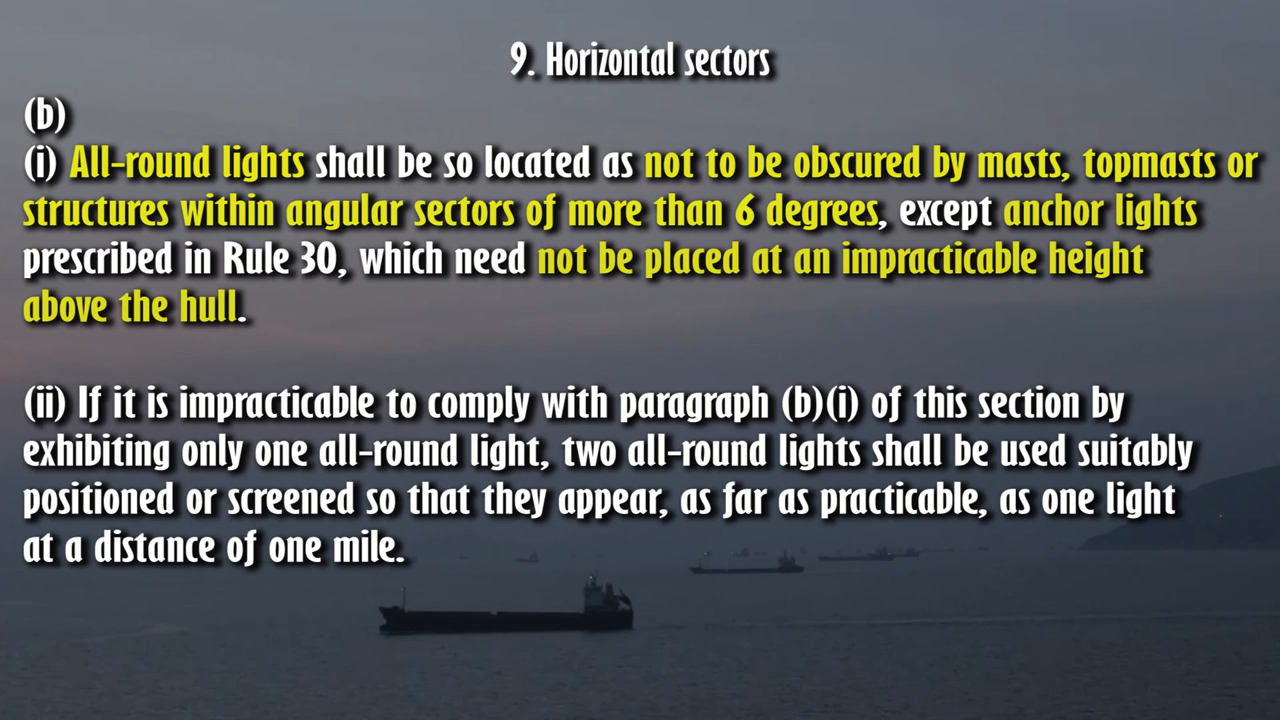 9. Horizontal sectors
(b)
(i) All-round lights shall be so located as not to be obscured by masts, topmasts or
structures within angular sectors of more than 6 degrees, except anchor lights
prescribed in Rule 30, which need not be placed at an impracticable height
above the hull.
(ii) If it is impracticable to comply with paragraph (b)(i) of this section by
exhibiting only one all-round light, two all-round lights shall be used suitably
positioned or screened so that they appear, as far as practicable, as one light
at a distance of one mile.